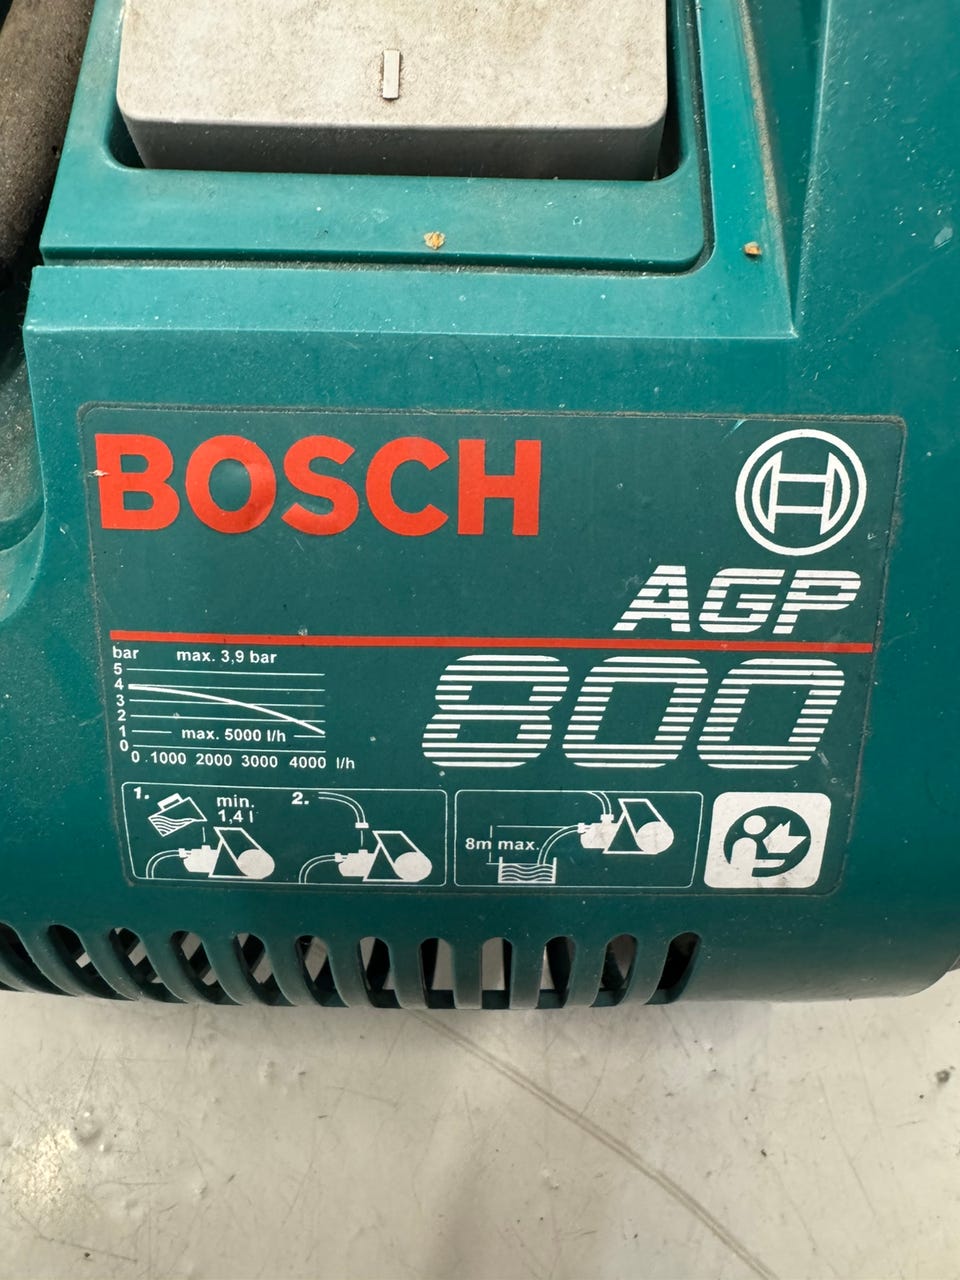 BOSCH
AGP
800
bar
max. 3,9 bar
5
4
3
2
1
0
max. 5000 l/h
0 1000 2000 3000 4000 l/h
1.
min.
1,4 l
2.
8m max.